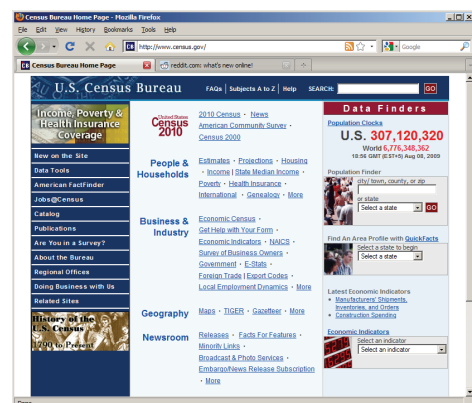 Census Bureau Home Page - Mozilla Firefox
File Edit View History Bookmarks Tools Help
http://www.census.gov/
Google
Census Bureau Home Page
reddit.com: what's new online!
U.S. Census Bureau
FAQs | Subjects A to Z | Help SEARCH: GO
Income, Poverty &
Health Insurance
Coverage
New on the Site
Data Tools
American FactFinder
Jobs@Census
Catalog
Publications
Are You in a Survey?
About the Bureau
Regional Offices
Doing Business with Us
Related Sites
History of the
U.S. Census
1790 to Present
United States
Census
2010
2010 Census · News
American Community Survey ·
Census 2000
People &
Households
Estimates · Projections · Housing
· Income | State Median Income ·
Poverty · Health Insurance ·
International · Genealogy · More
Business &
Industry
Economic Census ·
Get Help with Your Form ·
Economic Indicators · NAICS ·
Survey of Business Owners ·
Government · E-Stats ·
Foreign Trade | Export Codes ·
Local Employment Dynamics · More
Geography
Maps · TIGER · Gazetteer · More
Newsroom
Releases · Facts For Features ·
Minority Links ·
Broadcast & Photo Services ·
Embargo/News Release Subscription
· More
Data Finders
Population Clocks
U.S. 307,120,320
World 6,776,348,362
18:56 GMT (EST+5) Aug 08, 2009
Population Finder
city/ town, county, or zip
or state
Select a state GO
Find An Area Profile with QuickFacts
Select a state to begin
Select a state
Latest Economic Indicators
• Manufacturers' Shipments,
Inventories, and Orders
• Construction Spending
Economic Indicators
Select an indicator
Select an indicator
Done